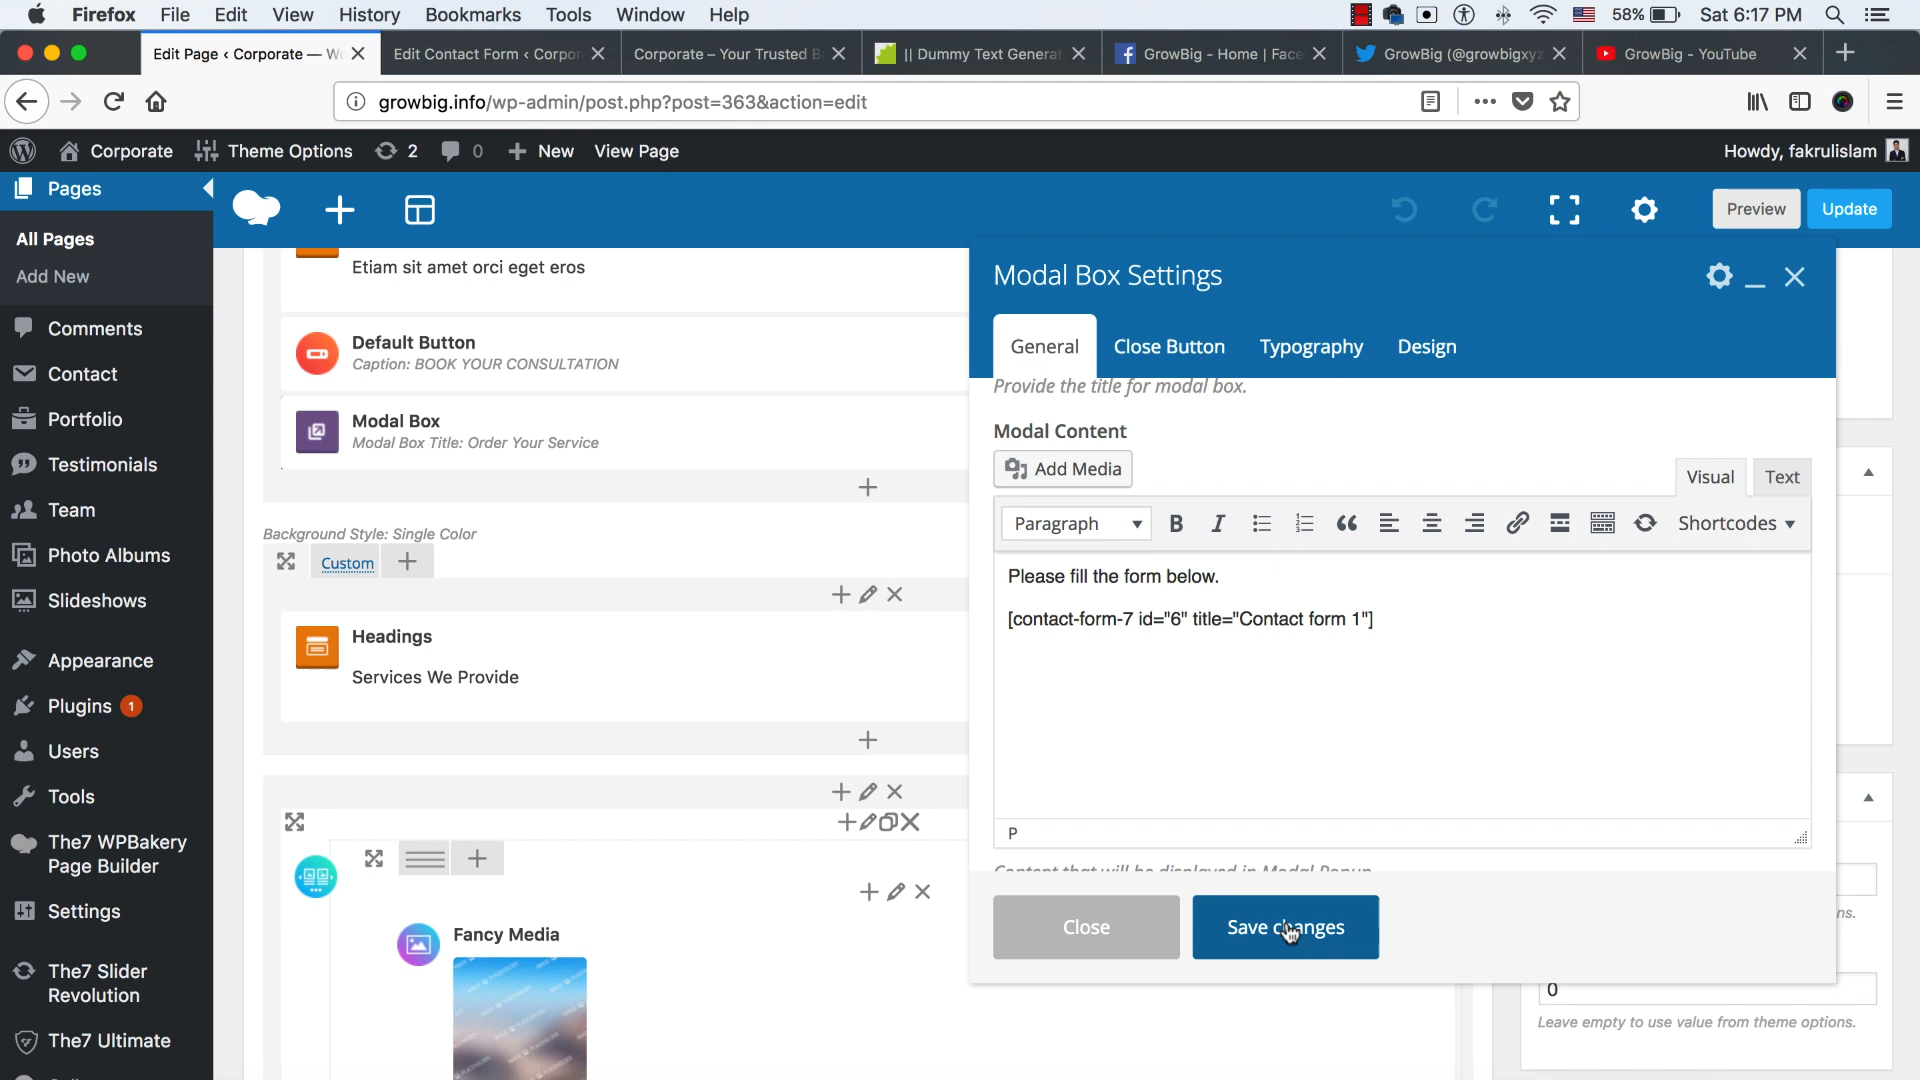 Firefox File Edit View History Bookmarks Tools Window Help 58% Sat 6:17 PM
Edit Page ‹ Corporate — W Edit Contact Form ‹ Corpo Corporate – Your Trusted B || Dummy Text Generat GrowBig - Home | Face GrowBig (@growbigxyz GrowBig - YouTube
growbig.info/wp-admin/post.php?post=363&action=edit
Corporate Theme Options 2 0 New View Page Howdy, fakrulislam
Pages
All Pages
Add New
Comments
Contact
Portfolio
Testimonials
Team
Photo Albums
Slideshows
Appearance
Plugins 1
Users
Tools
The7 WPBakery
Page Builder
Settings
The7 Slider
Revolution
The7 Ultimate
Preview Update
Etiam sit amet orci eget eros
Default Button
Caption: BOOK YOUR CONSULTATION
Modal Box
Modal Box Title: Order Your Service
Background Style: Single Color
Custom
Headings
Services We Provide
Fancy Media
Modal Box Settings
General Close Button Typography Design
Provide the title for modal box.
Modal Content
Add Media
Visual Text
Paragraph B I Shortcodes
Please fill the form below.
[contact-form-7 id="6" title="Contact form 1"]
P
Content that will be displayed in Modal Popup.
Close Save changes
ns.
0
Leave empty to use value from theme options.